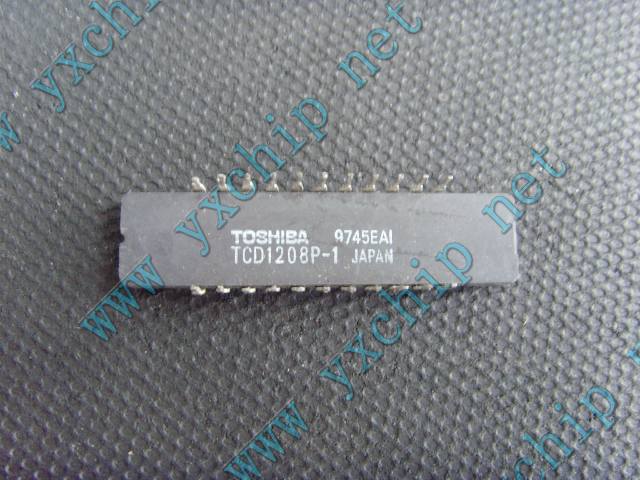 www yxchip net
TOSHIBA 9745EAI
TCD1208P-1 JAPAN
www yxchip net
www yxchip net